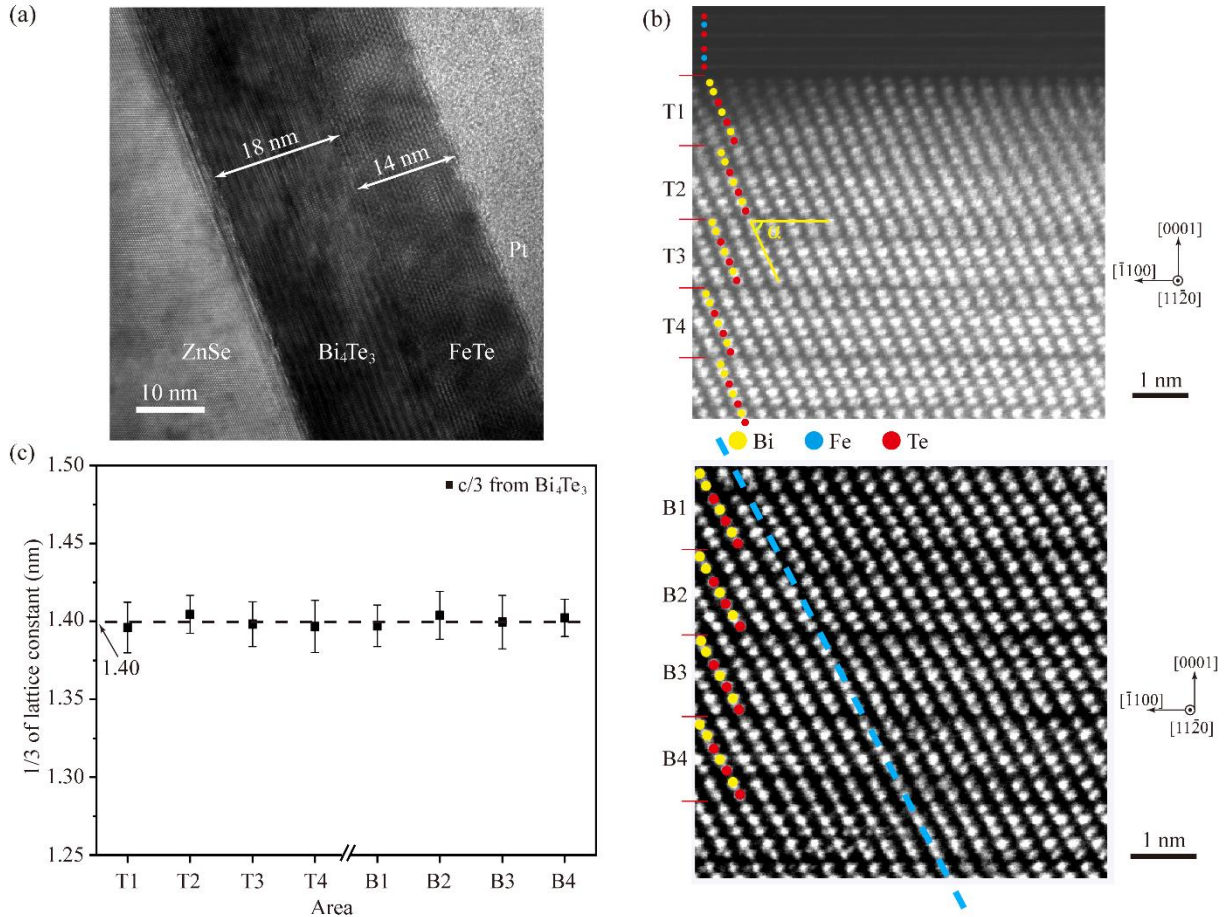 (a)
18 nm
14 nm
Pt
ZnSe
Bi₄Te₃
FeTe
10 nm
(b)
T1
T2
T3
T4
α
[0001]
[1̄100]
[112̄0]
1 nm
Bi
Fe
Te
B1
B2
B3
B4
[0001]
[1̄100]
[112̄0]
1 nm
(c)
1/3 of lattice constant (nm)
1.50
1.45
1.40
1.35
1.30
1.25
c/3 from Bi₄Te₃
1.40
T1 T2 T3 T4 B1 B2 B3 B4
Area